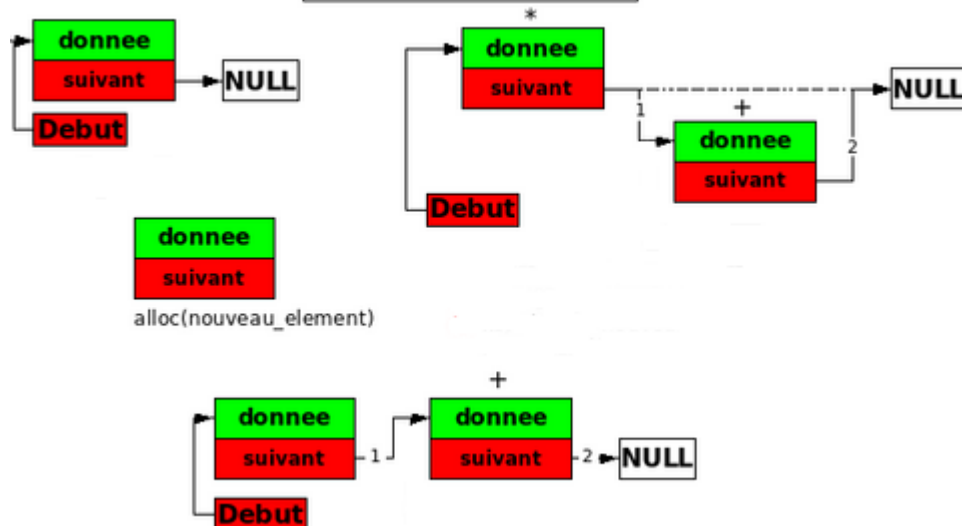 donnee
suivant
NULL
Debut
*
donnee
suivant
NULL
1
+
donnee
suivant
2
Debut
donnee
suivant
alloc(nouveau_element)
+
donnee
suivant
1
donnee
suivant
2
NULL
Debut